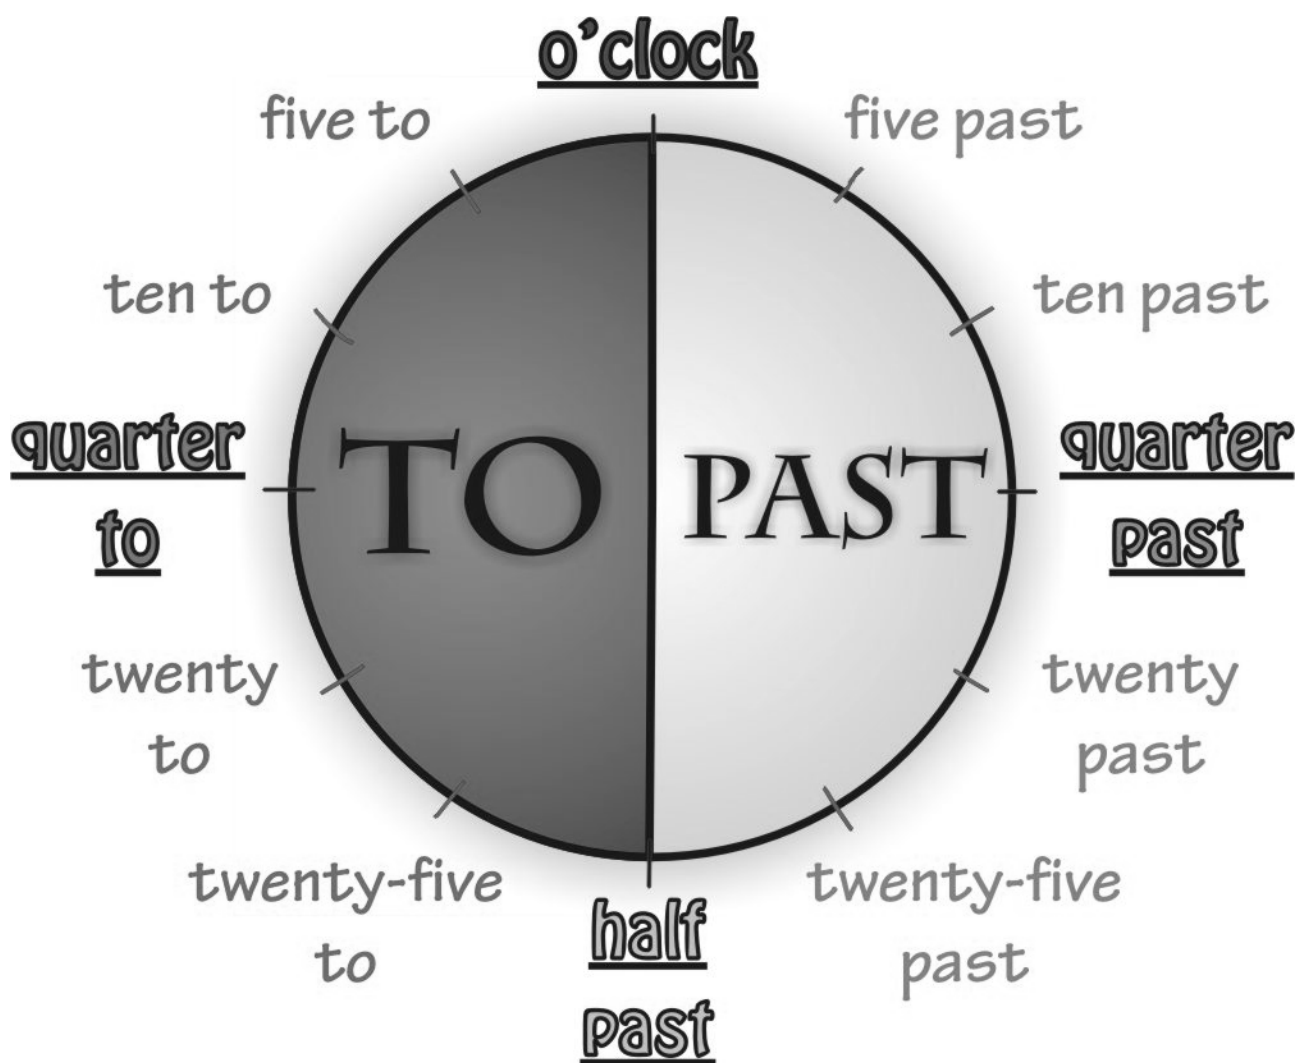 o'clock
five to
five past
ten to
ten past
quarter
to
TO
PAST
quarter
past
twenty
to
twenty
past
twenty-five
to
half
past
twenty-five
past